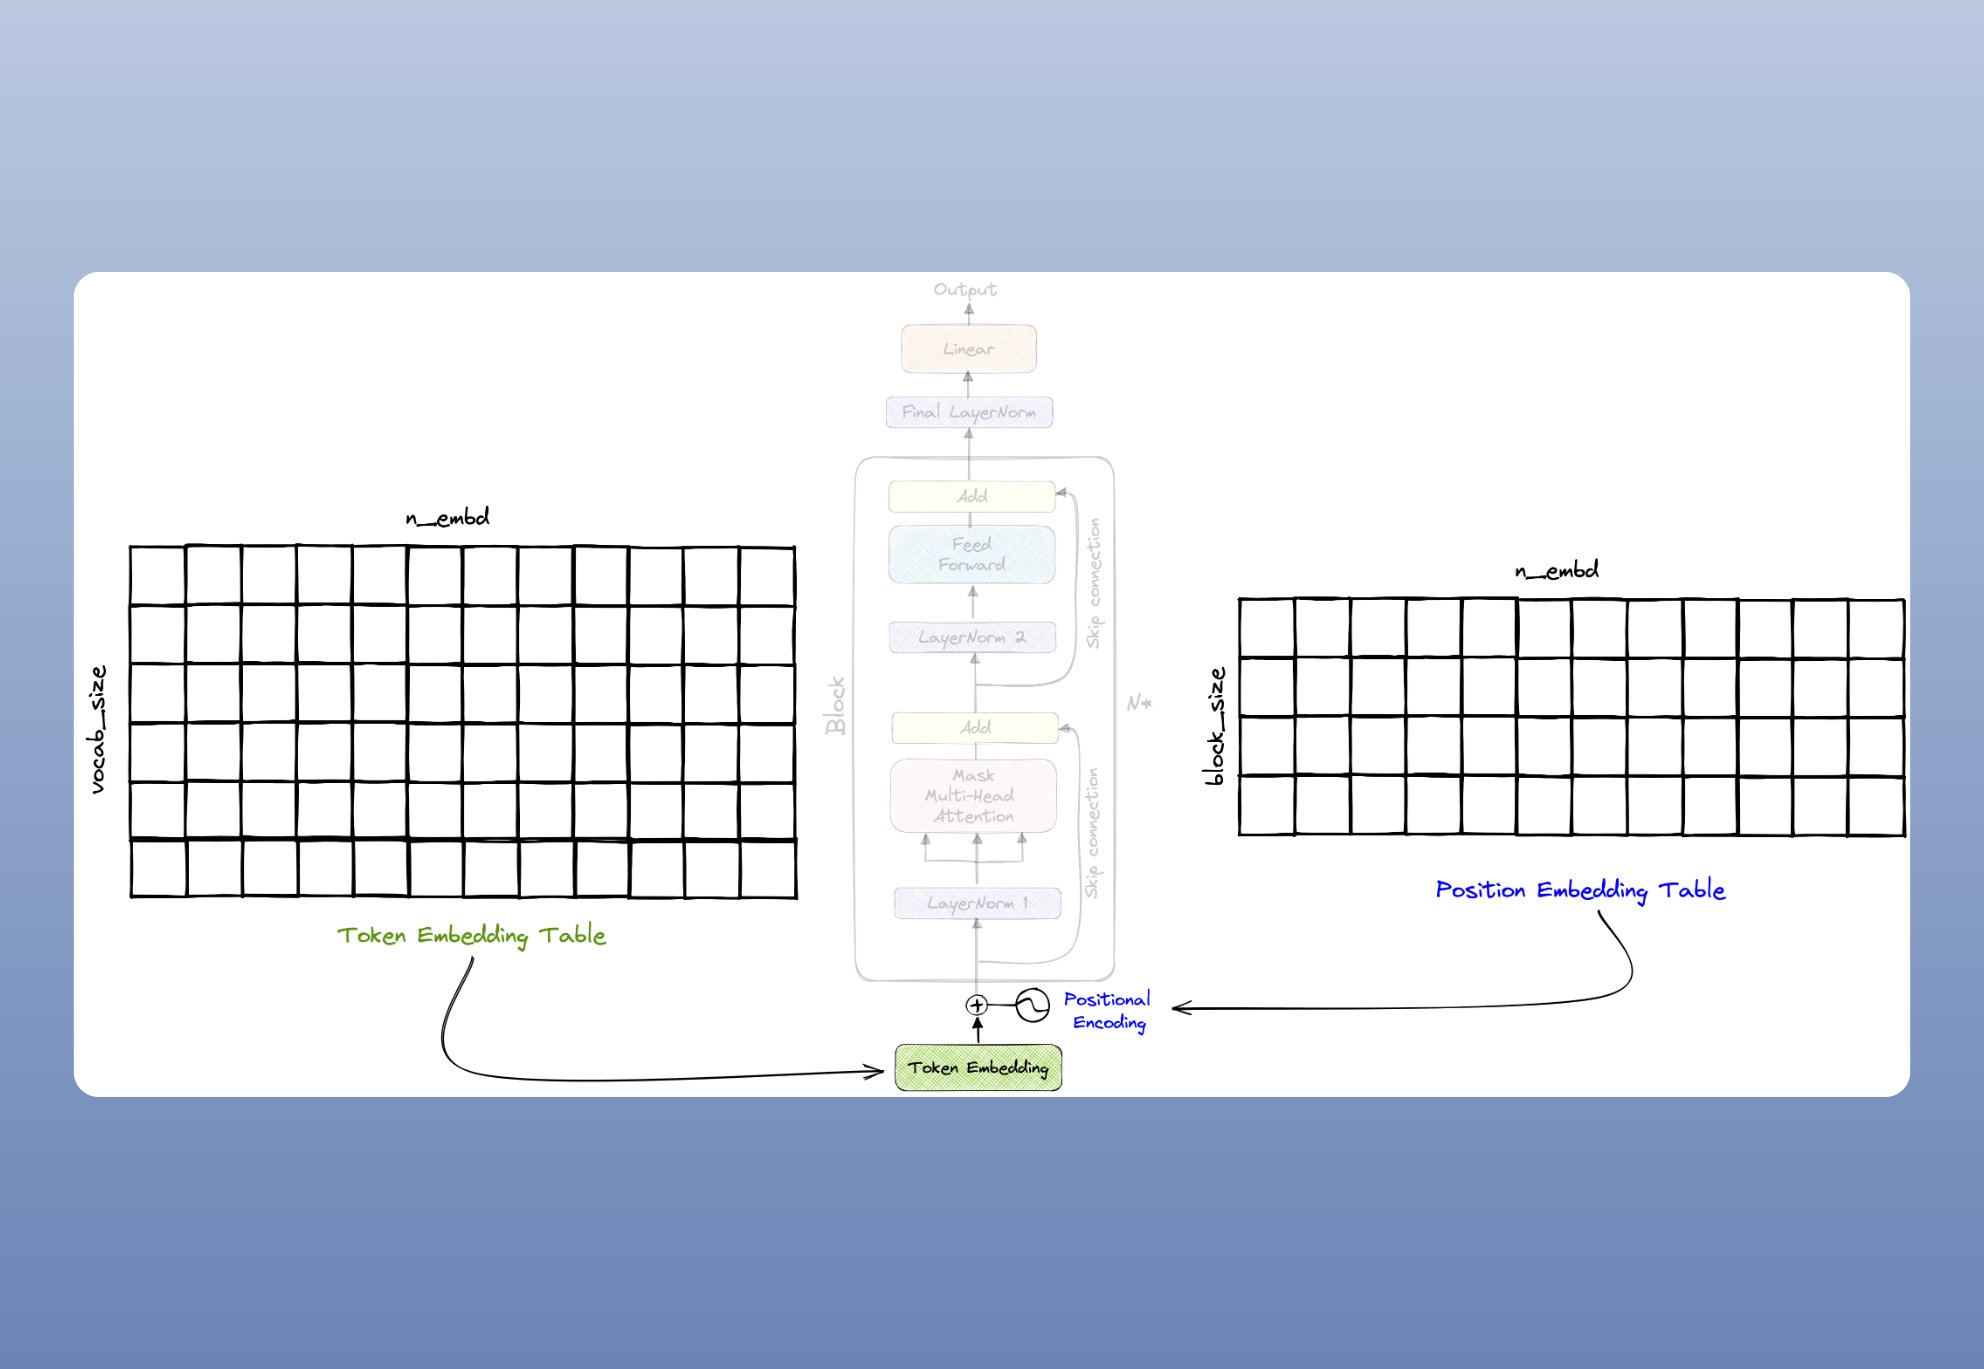 Output
Linear
Final LayerNorm
Add
Feed
Forward
Skip connection
LayerNorm 2
Block
N*
Add
Mask
Multi-Head
Attention
Skip connection
LayerNorm 1
n_embd
vocab_size
Token Embedding Table
n_embd
block_size
Position Embedding Table
Positional
Encoding
Token Embedding